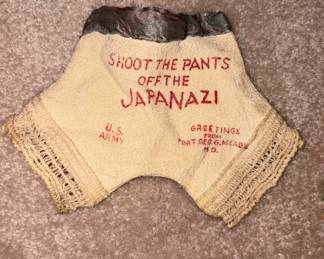 SHOOT THE PANTS
OFF THE
JAPANAZI
U.S.
ARMY
GREETINGS
FROM
FORT GEO. G. MEADE
MD.